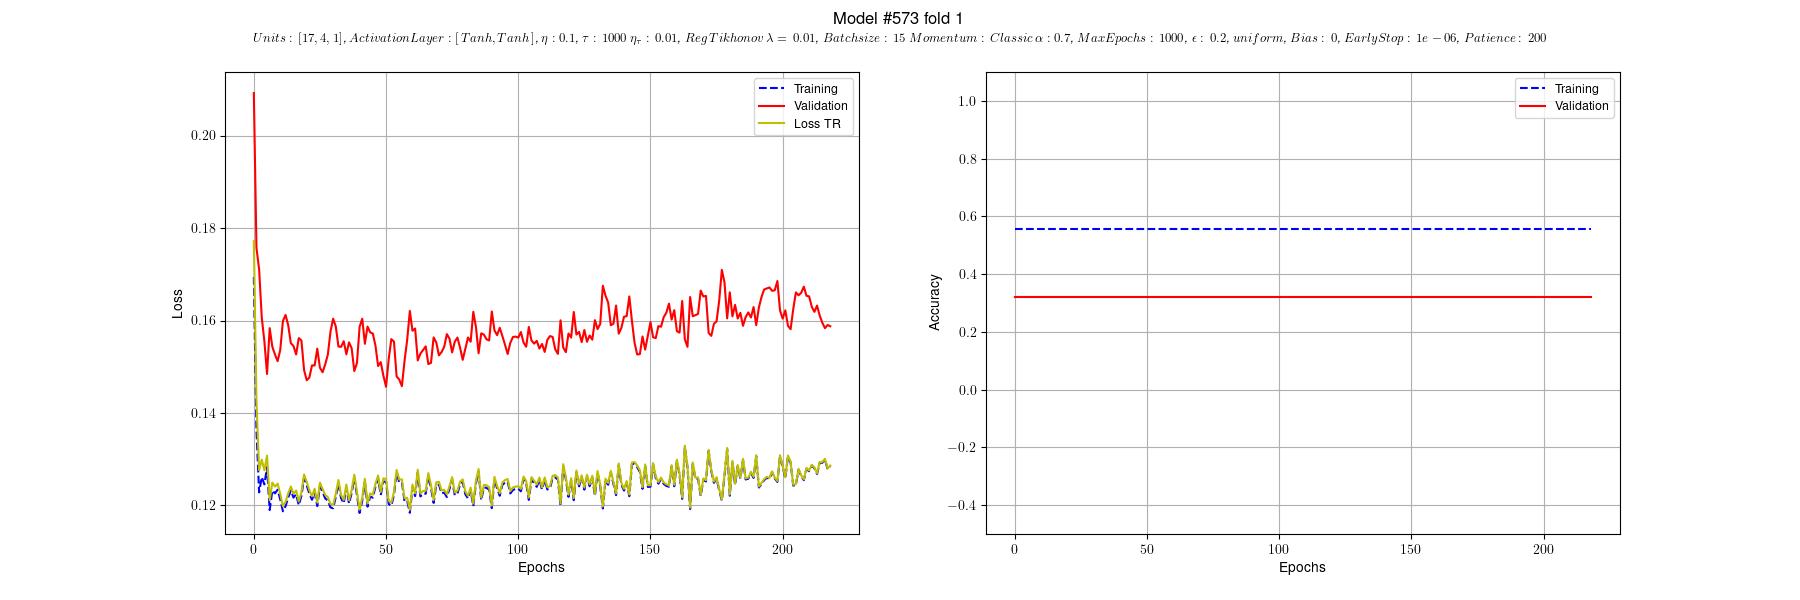 Model #573 fold 1
Units : [17, 4, 1], ActivationLayer : [Tanh, Tanh], η : 0.1, τ : 1000 η_τ : 0.01, RegTikhonov λ = 0.01, Batchsize : 15 Momentum : Classic α : 0.7, MaxEpochs : 1000, ϵ : 0.2, uniform, Bias : 0, EarlyStop : 1e − 06, Patience : 200
Training
Validation
Loss TR
0.20
0.18
0.16
0.14
0.12
Loss
0
50
100
150
200
Epochs
Training
Validation
1.0
0.8
0.6
0.4
0.2
0.0
−0.2
−0.4
Accuracy
0
50
100
150
200
Epochs